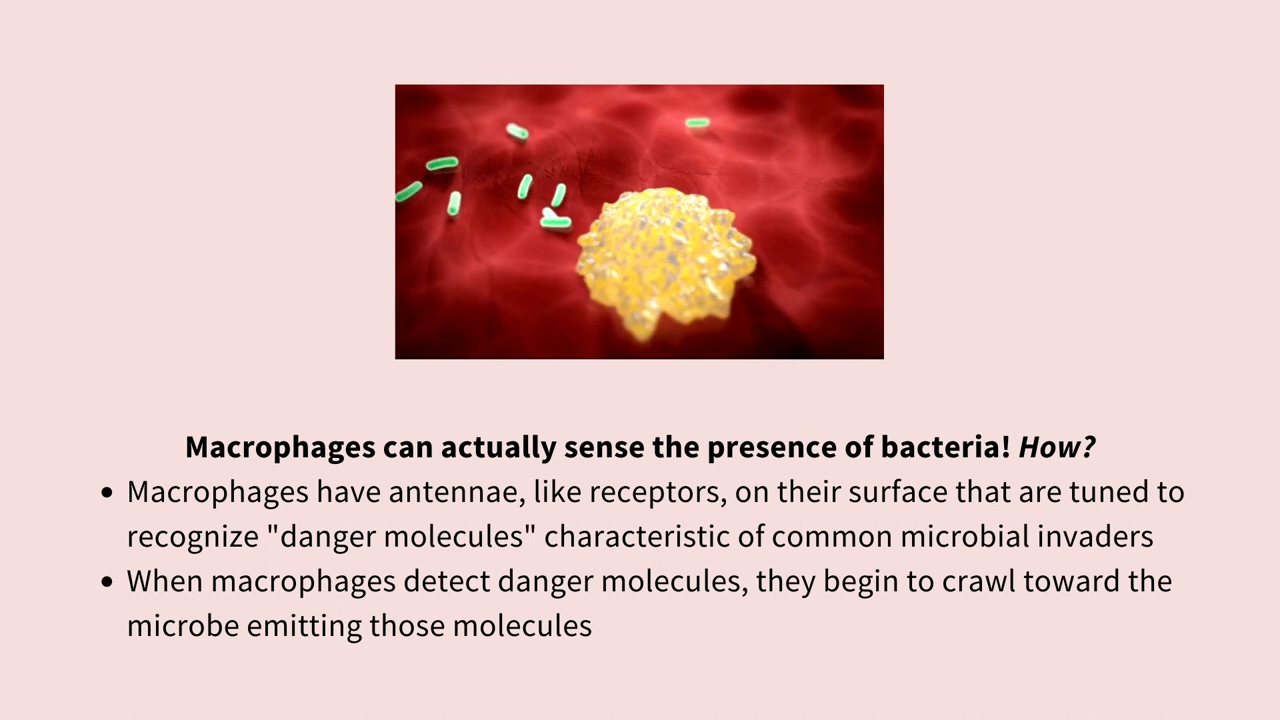 Macrophages can actually sense the presence of bacteria! How?
• Macrophages have antennae, like receptors, on their surface that are tuned to
recognize "danger molecules" characteristic of common microbial invaders
• When macrophages detect danger molecules, they begin to crawl toward the
microbe emitting those molecules